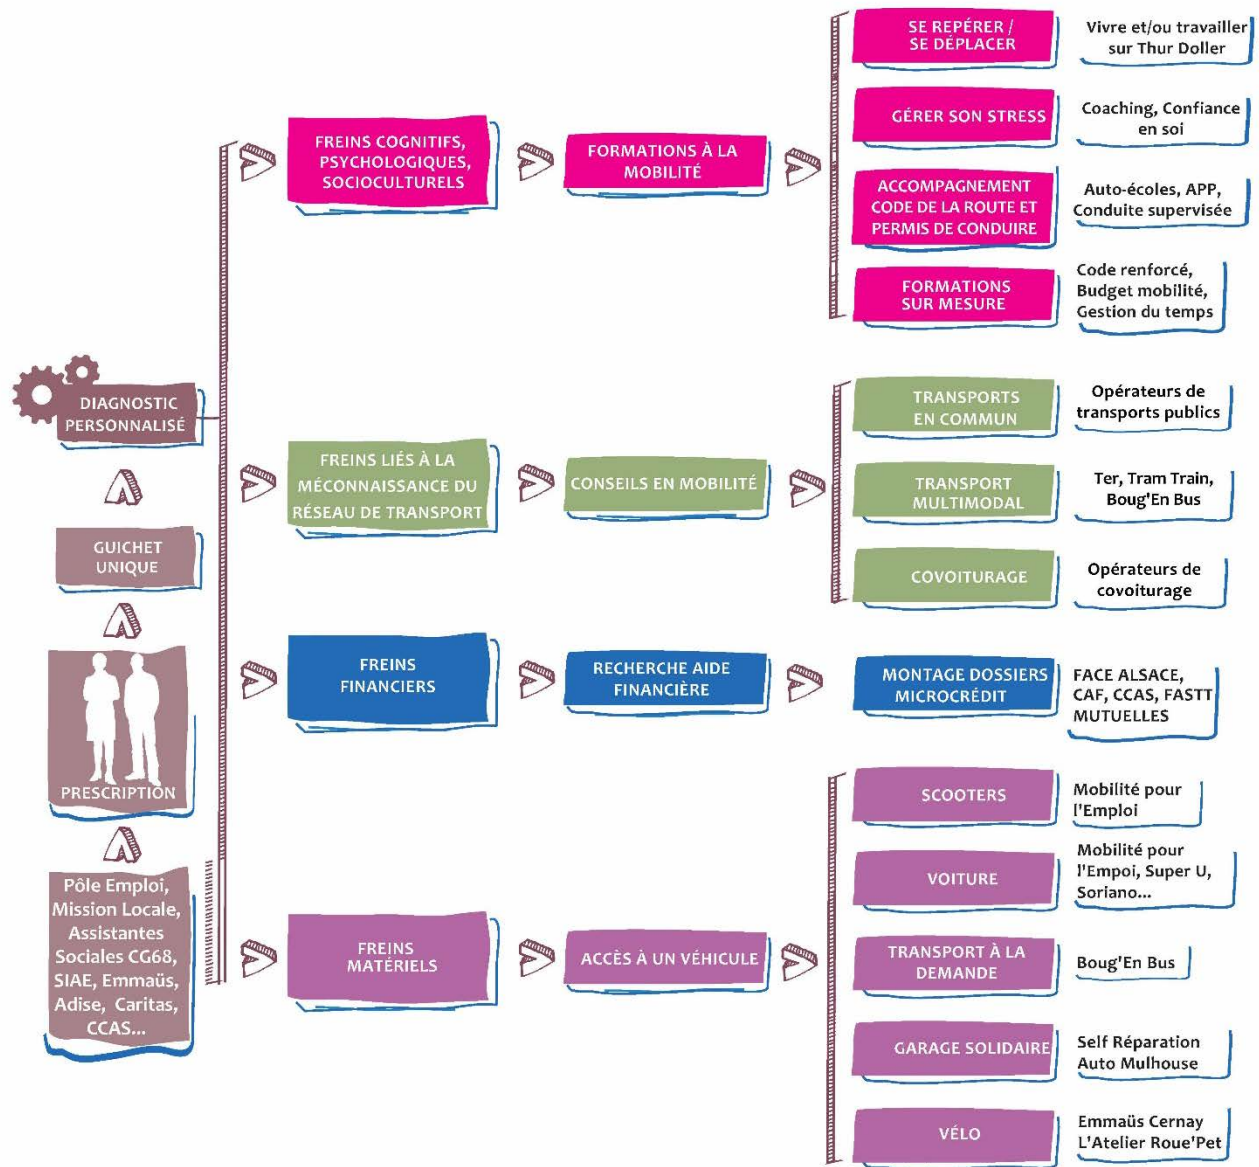 DIAGNOSTIC
PERSONNALISÉ
GUICHET
UNIQUE
PRESCRIPTION
Pôle Emploi,
Mission Locale,
Assistantes
Sociales CG68,
SIAE, Emmaüs,
Adise, Caritas,
CCAS...
FREINS COGNITIFS,
PSYCHOLOGIQUES,
SOCIOCULTURELS
FORMATIONS À LA
MOBILITÉ
SE REPÉRER /
SE DÉPLACER
Vivre et/ou travailler
sur Thur Doller
GÉRER SON STRESS
Coaching, Confiance
en soi
ACCOMPAGNEMENT
CODE DE LA ROUTE ET
PERMIS DE CONDUIRE
Auto-écoles, APP,
Conduite supervisée
FORMATIONS
SUR MESURE
Code renforcé,
Budget mobilité,
Gestion du temps
FREINS LIÉS À LA
MÉCONNAISSANCE DU
RÉSEAU DE TRANSPORT
CONSEILS EN MOBILITÉ
TRANSPORTS
EN COMMUN
Opérateurs de
transports publics
TRANSPORT
MULTIMODAL
Ter, Tram Train,
Boug'En Bus
COVOITURAGE
Opérateurs de
covoiturage
FREINS
FINANCIERS
RECHERCHE AIDE
FINANCIÈRE
MONTAGE DOSSIERS
MICROCRÉDIT
FACE ALSACE,
CAF, CCAS, FASTT
MUTUELLES
FREINS
MATÉRIELS
ACCÈS À UN VÉHICULE
SCOOTERS
Mobilité pour
l'Emploi
VOITURE
Mobilité pour
l'Empoi, Super U,
Soriano...
TRANSPORT À LA
DEMANDE
Boug'En Bus
GARAGE SOLIDAIRE
Self Réparation
Auto Mulhouse
VÉLO
Emmaüs Cernay
L'Atelier Roue'Pet